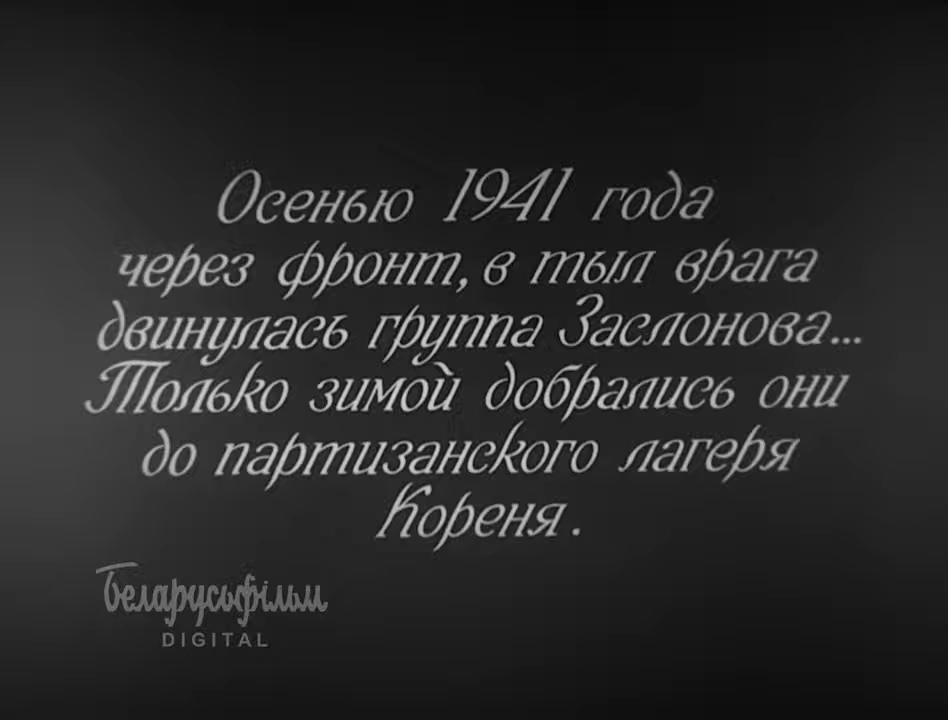 Осенью 1941 года
через фронт, в тыл врага
двинулась группа Заслонова...
Только зимой добрались они
до партизанского лагеря
Кореня.
Беларусьфільм
DIGITAL